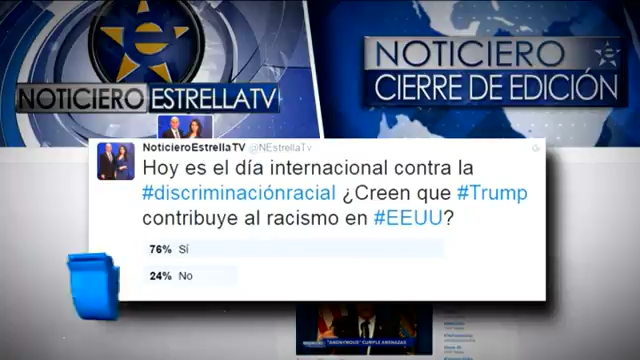 NOTICIERO ESTRELLATV
NOTICIERO
CIERRE DE EDICIÓN
NoticieroEstrellaTV @NEstrellaTv
Hoy es el día internacional contra la
#discriminaciónracial ¿Creen que #Trump
contribuye al racismo en #EEUU?
76% Sí
24% No
"ANONYMOUS" CUMPLE AMENAZAS